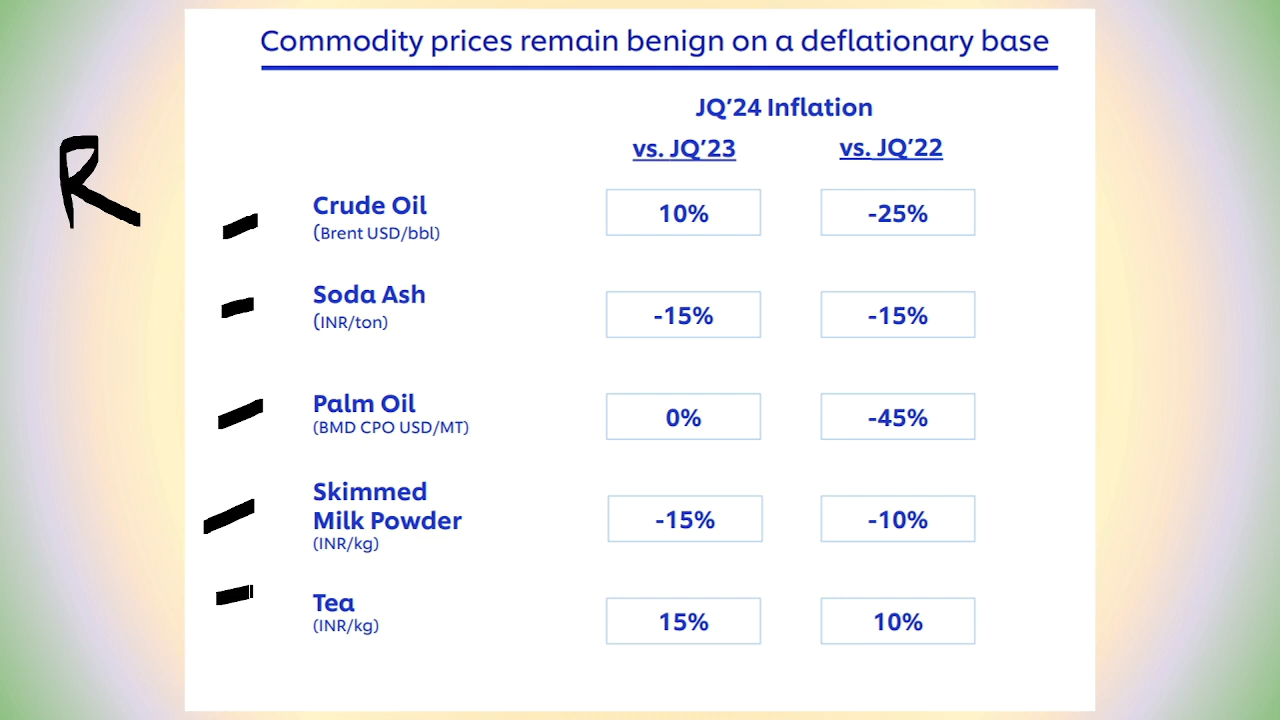 Commodity prices remain benign on a deflationary base
JQ'24 Inflation
vs. JQ'23 vs. JQ'22
R
Crude Oil 10% -25%
(Brent USD/bbl)
Soda Ash -15% -15%
(INR/ton)
Palm Oil 0% -45%
(BMD CPO USD/MT)
Skimmed
Milk Powder -15% -10%
(INR/kg)
Tea 15% 10%
(INR/kg)